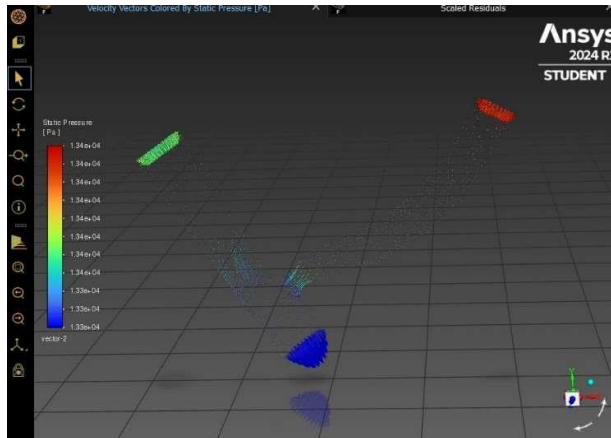 Velocity Vectors Colored By Static Pressure [Pa]
Scaled Residuals
Ansys
2024 R
STUDENT
Static Pressure
[ Pa ]
1.34e+04
1.34e+04
1.34e+04
1.34e+04
1.34e+04
1.34e+04
1.34e+04
1.34e+04
1.33e+04
1.33e+04
1.33e+04
vector-2
Y